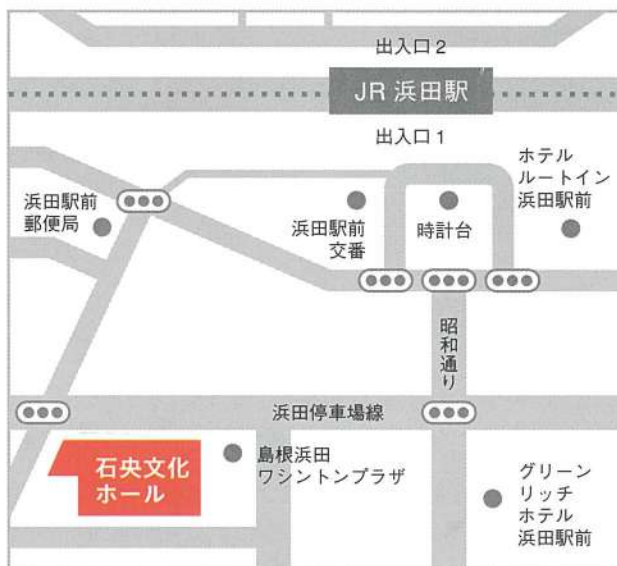 出入口2
JR 浜田駅
出入口1
ホテル
ルートイン
浜田駅前
浜田駅前
郵便局
浜田駅前
交番
時計台
昭和通り
浜田停車場線
石央文化
ホール
島根浜田
ワシントンプラザ
グリーン
リッチ
ホテル
浜田駅前